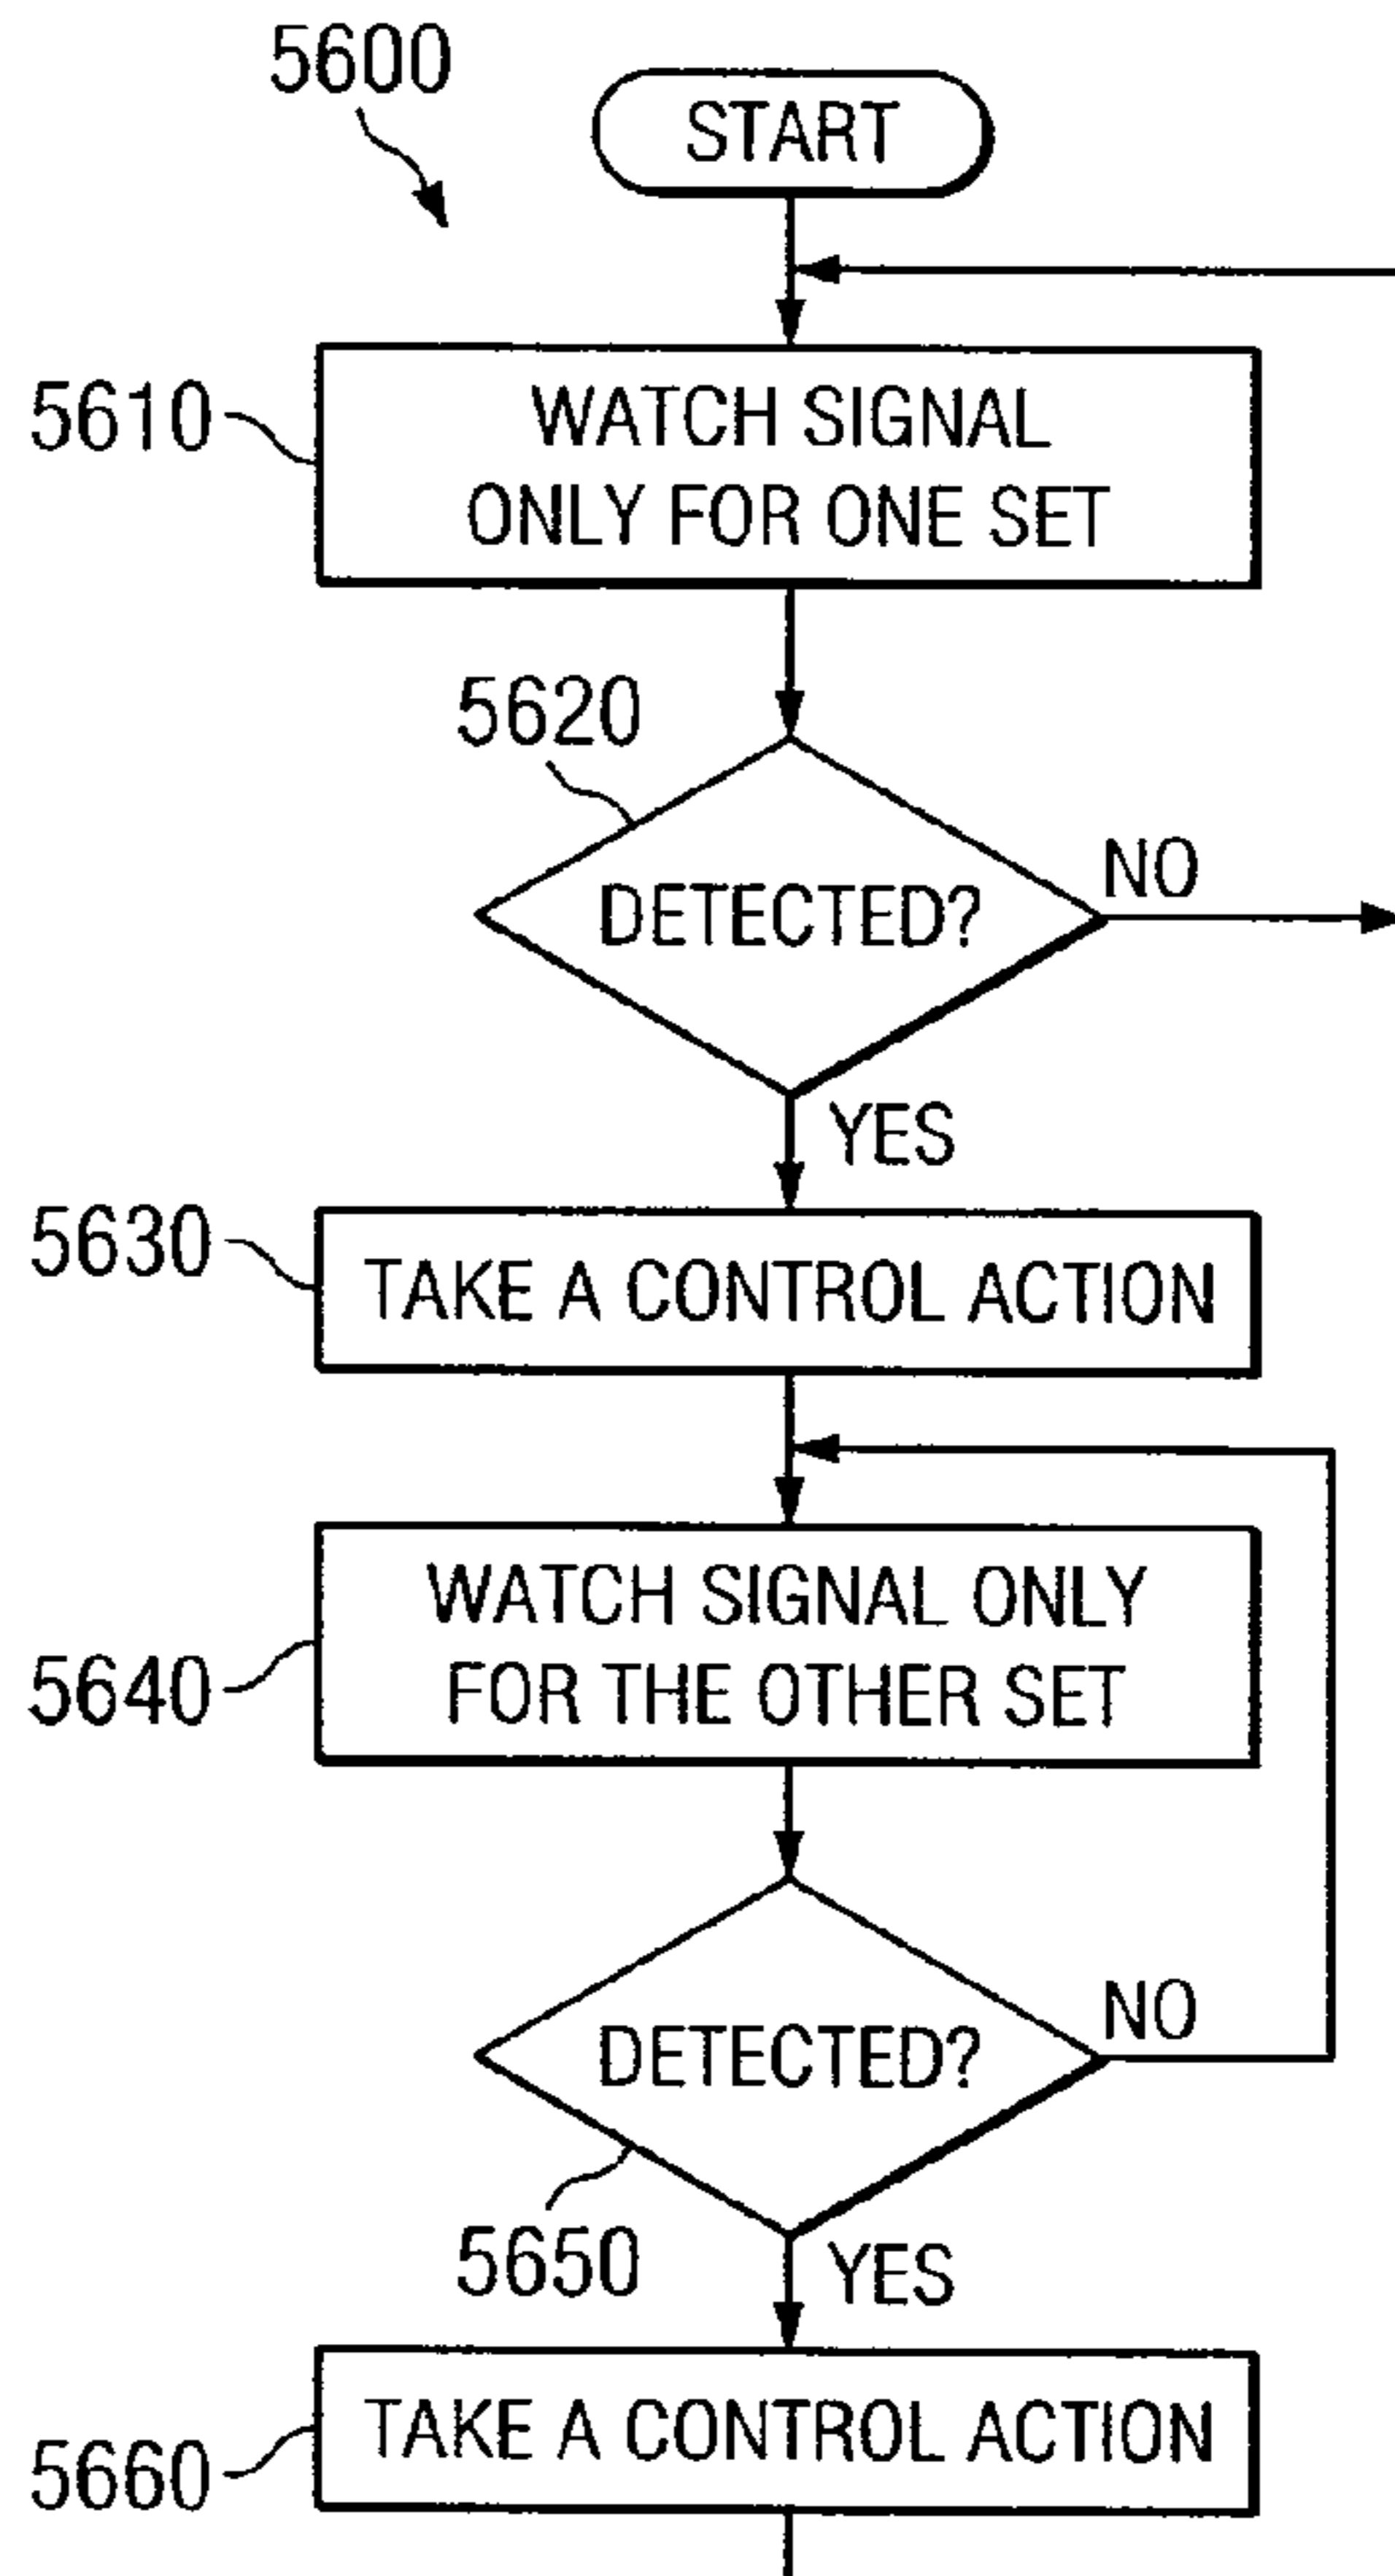 5600
START
5610
WATCH SIGNAL
ONLY FOR ONE SET
5620
DETECTED?
NO
YES
5630
TAKE A CONTROL ACTION
WATCH SIGNAL ONLY
FOR THE OTHER SET
5640
DETECTED?
NO
5650
YES
TAKE A CONTROL ACTION
5660